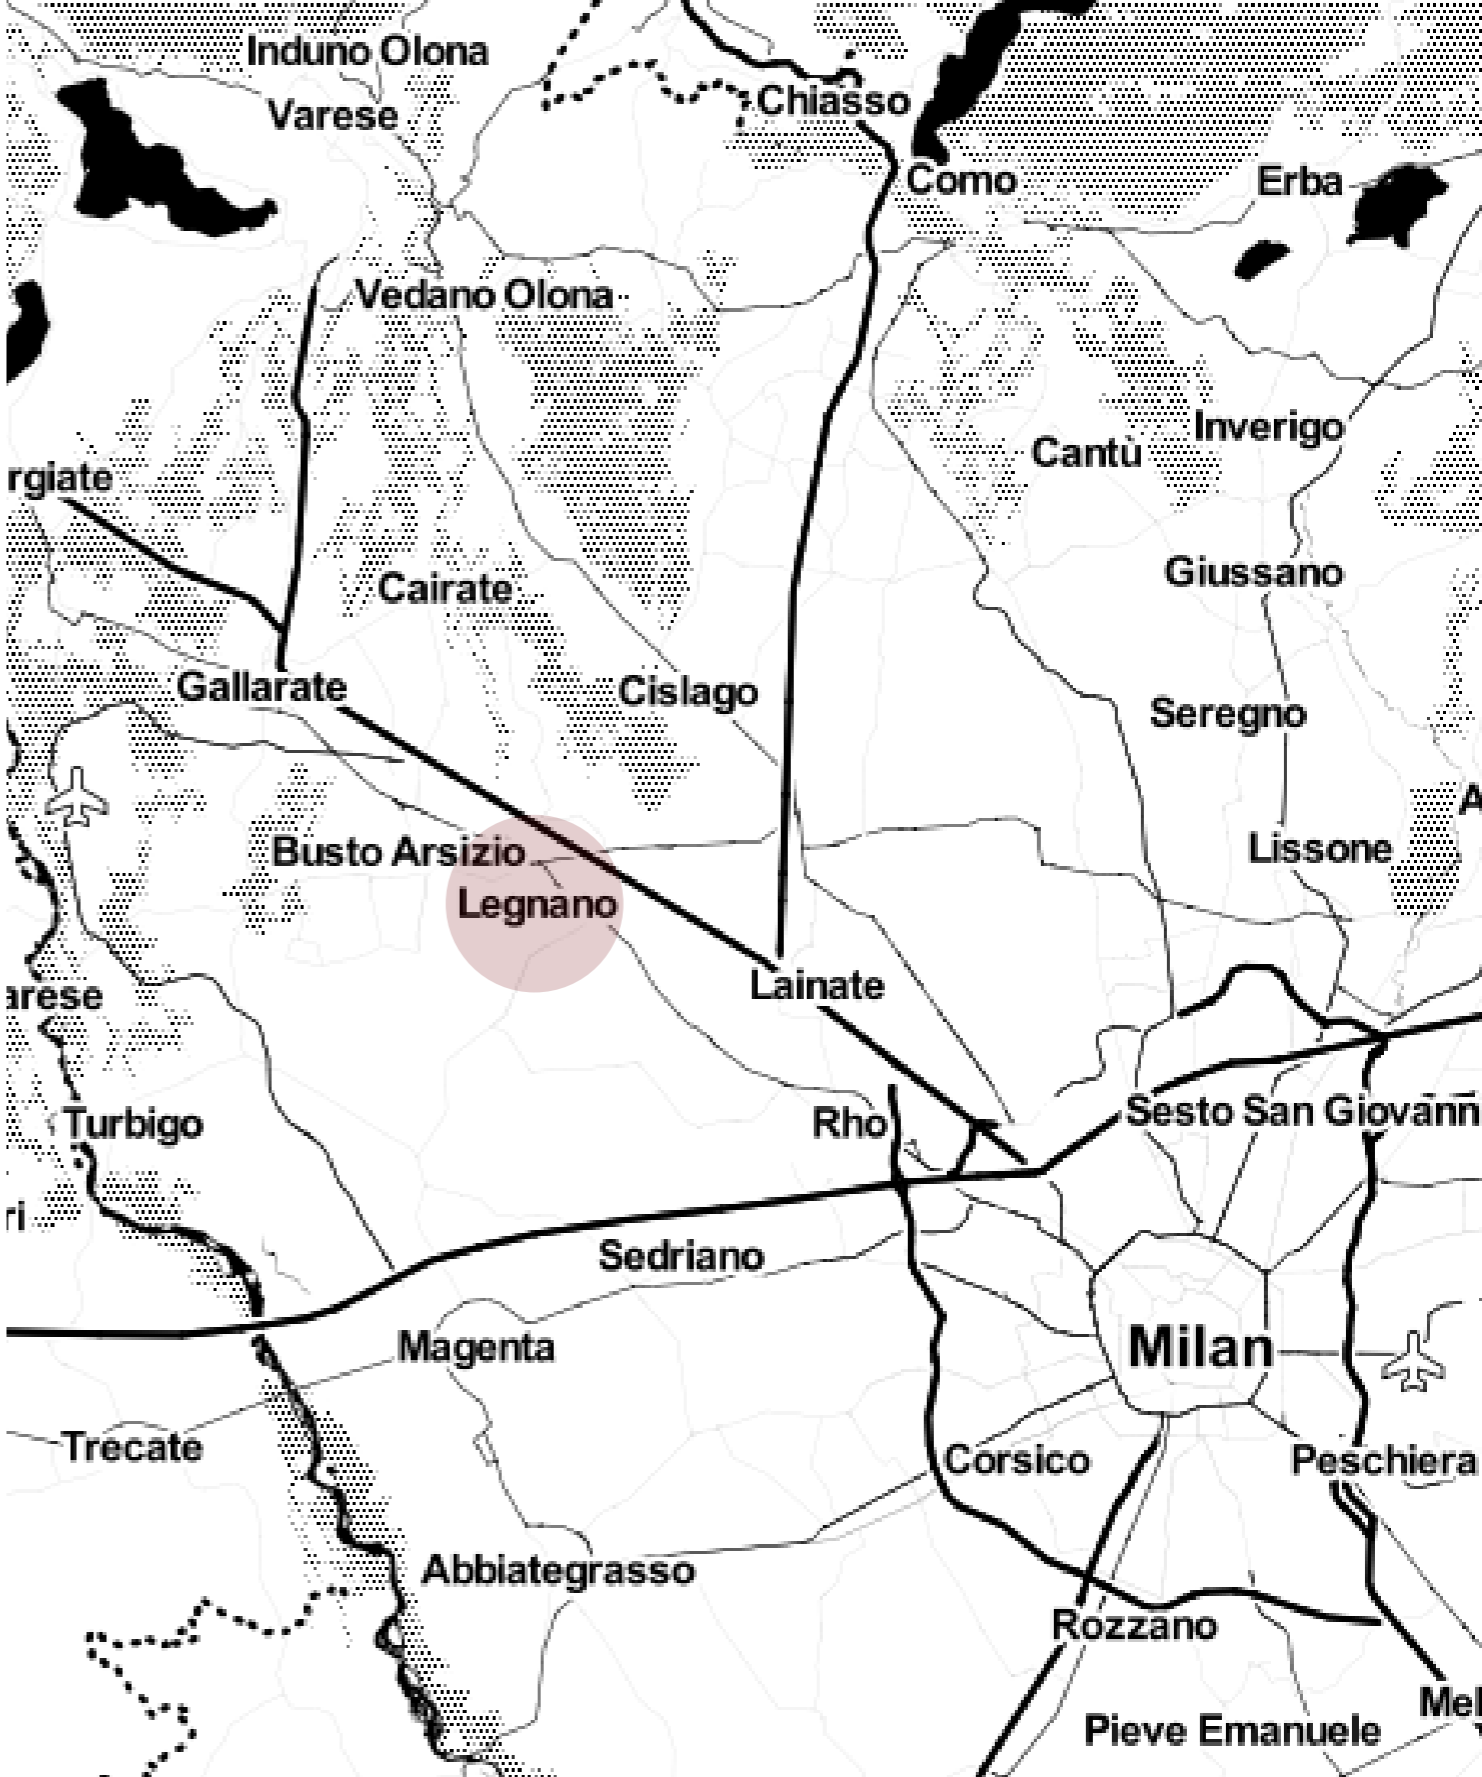 Induno Olona
Varese
Chiasso
Como
Erba
Vedano Olona
Inverigo
Cantù
rgiate
Giussano
Cairate
Gallarate
Cislago
Seregno
A
Busto Arsizio
Lissone
Legnano
Lainate
arese
Rho
Sesto San Giovann
Turbigo
ri
Sedriano
Magenta
Milan
Trecate
Corsico
Peschiera
Abbiategrasso
Rozzano
Mel
Pieve Emanuele